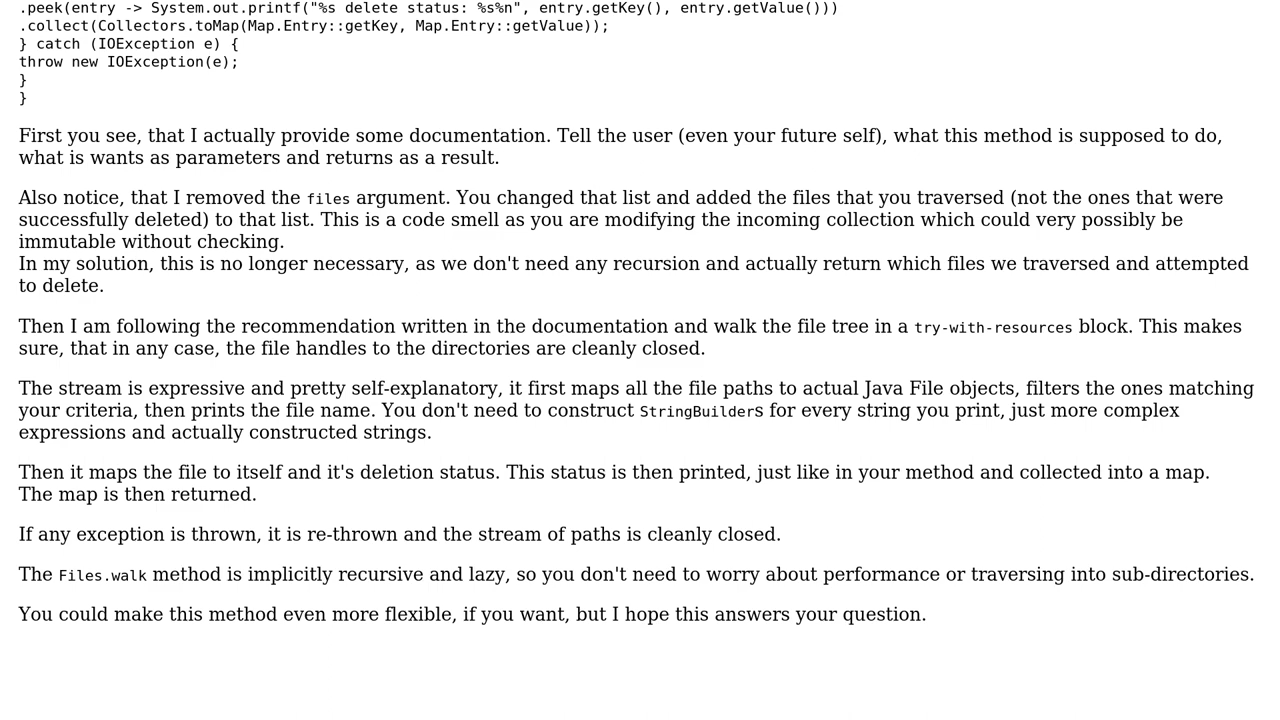 .peek(entry -> System.out.printf("%s delete status: %s%n", entry.getKey(), entry.getValue()))
.collect(Collectors.toMap(Map.Entry::getKey, Map.Entry::getValue));
} catch (IOException e) {
throw new IOException(e);
}
}
First you see, that I actually provide some documentation. Tell the user (even your future self), what this method is supposed to do,
what is wants as parameters and returns as a result.
Also notice, that I removed the files argument. You changed that list and added the files that you traversed (not the ones that were
successfully deleted) to that list. This is a code smell as you are modifying the incoming collection which could very possibly be
immutable without checking.
In my solution, this is no longer necessary, as we don't need any recursion and actually return which files we traversed and attempted
to delete.
Then I am following the recommendation written in the documentation and walk the file tree in a try-with-resources block. This makes
sure, that in any case, the file handles to the directories are cleanly closed.
The stream is expressive and pretty self-explanatory, it first maps all the file paths to actual Java File objects, filters the ones matching
your criteria, then prints the file name. You don't need to construct StringBuilders for every string you print, just more complex
expressions and actually constructed strings.
Then it maps the file to itself and it's deletion status. This status is then printed, just like in your method and collected into a map.
The map is then returned.
If any exception is thrown, it is re-thrown and the stream of paths is cleanly closed.
The Files.walk method is implicitly recursive and lazy, so you don't need to worry about performance or traversing into sub-directories.
You could make this method even more flexible, if you want, but I hope this answers your question.